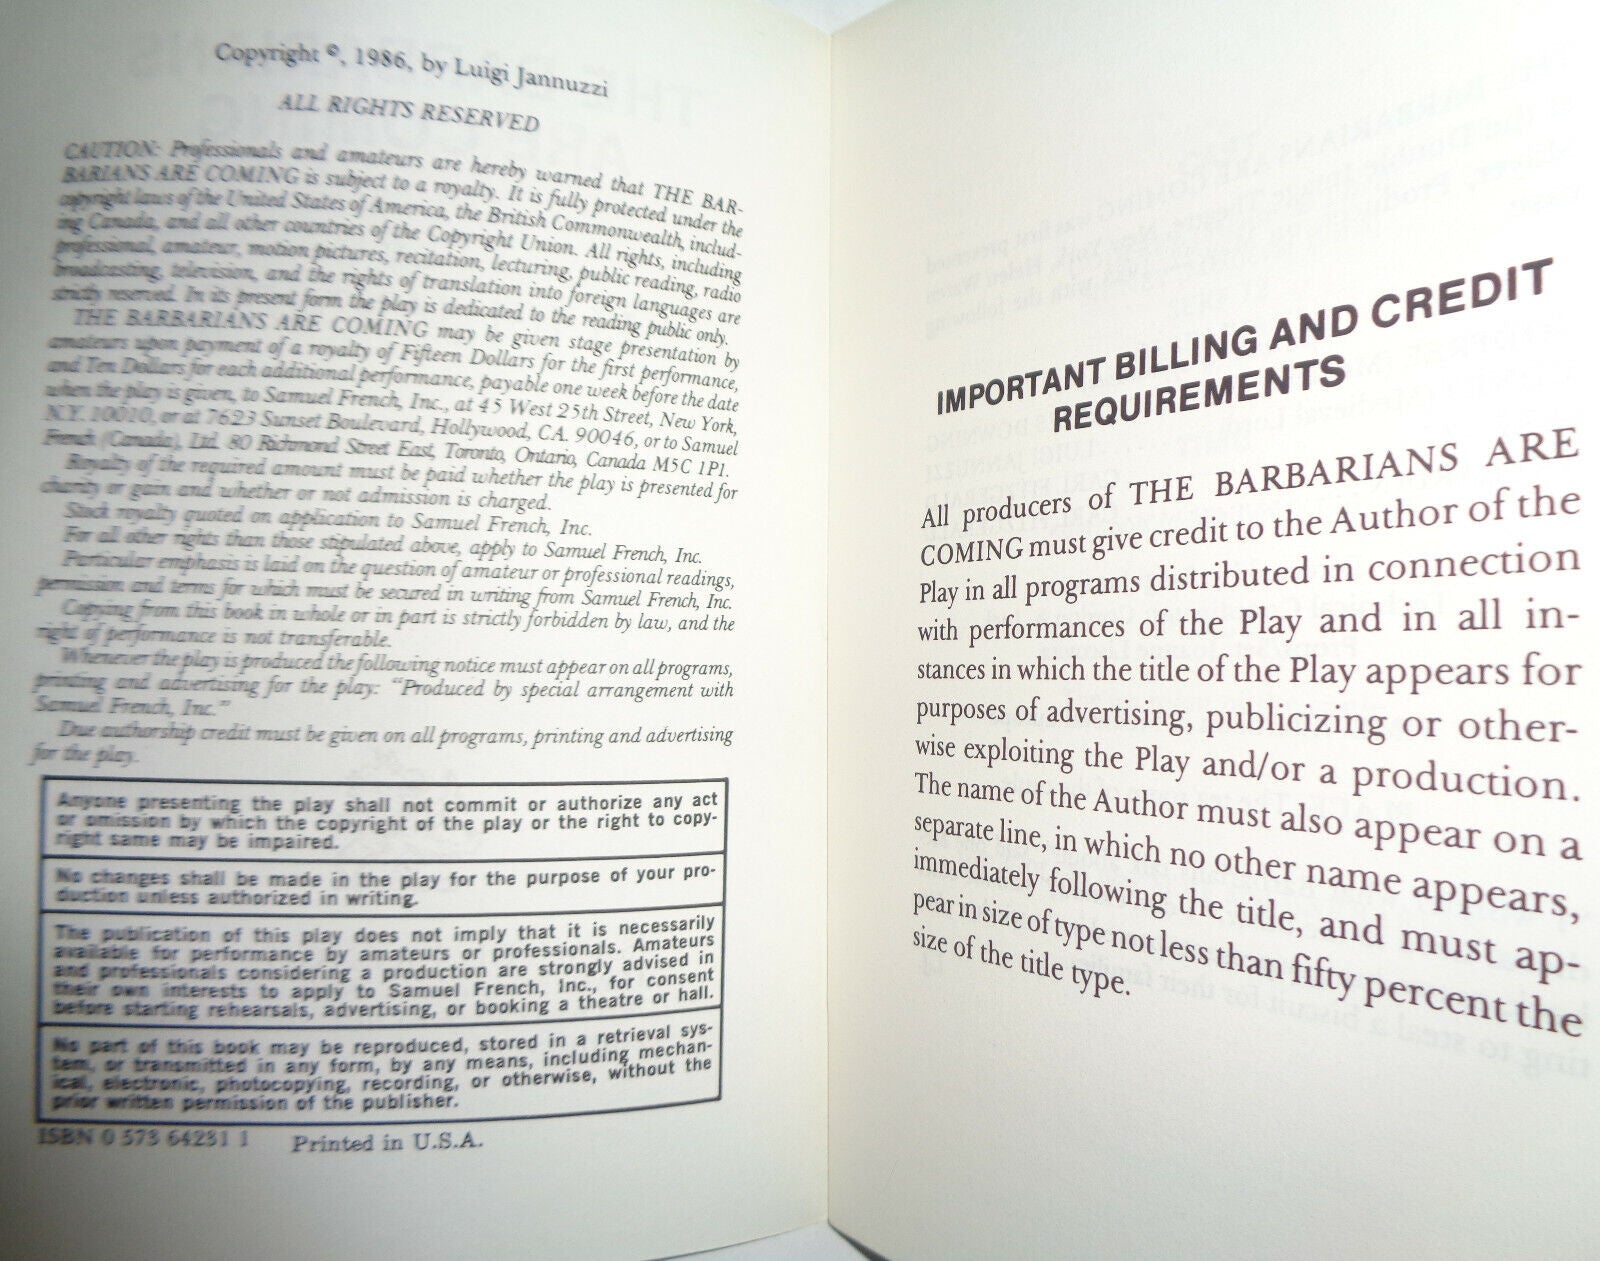 Copyright ©, 1986, by Luigi Jannuzzi
ALL RIGHTS RESERVED
CAUTION: Professionals and amateurs are hereby warned that THE BAR-
BARIANS ARE COMING is subject to a royalty. It is fully protected under the
copyright laws of the United States of America, the British Commonwealth, includ-
ing Canada, and all other countries of the Copyright Union. All rights, including
professional, amateur, motion pictures, recitation, lecturing, public reading, radio
broadcasting, television, and the rights of translation into foreign languages are
strictly reserved. In its present form the play is dedicated to the reading public only.
THE BARBARIANS ARE COMING may be given stage presentation by
amateurs upon payment of a royalty of Fifteen Dollars for the first performance,
and Ten Dollars for each additional performance, payable one week before the date
when the play is given, to Samuel French, Inc., at 45 West 25th Street, New York,
N.Y. 10010, or at 7623 Sunset Boulevard, Hollywood, CA. 90046, or to Samuel
French (Canada), Ltd. 80 Richmond Street East, Toronto, Ontario, Canada M5C 1P1.
Royalty of the required amount must be paid whether the play is presented for
charity or gain and whether or not admission is charged.
Stock royalty quoted on application to Samuel French, Inc.
For all other rights than those stipulated above, apply to Samuel French, Inc.
Particular emphasis is laid on the question of amateur or professional readings,
permission and terms for which must be secured in writing from Samuel French, Inc.
Copying from this book in whole or in part is strictly forbidden by law, and the
right of performance is not transferable.
Whenever the play is produced the following notice must appear on all programs,
printing and advertising for the play: "Produced by special arrangement with
Samuel French, Inc."
Due authorship credit must be given on all programs, printing and advertising
for the play.
Anyone presenting the play shall not commit or authorize any act
or omission by which the copyright of the play or the right to copy-
right same may be impaired.
No changes shall be made in the play for the purpose of your pro-
duction unless authorized in writing.
The publication of this play does not imply that it is necessarily
available for performance by amateurs or professionals. Amateurs
and professionals considering a production are strongly advised in
their own interests to apply to Samuel French, Inc., for consent
before starting rehearsals, advertising, or booking a theatre or hall.
No part of this book may be reproduced, stored in a retrieval sys-
tem, or transmitted in any form, by any means, including mechan-
ical, electronic, photocopying, recording, or otherwise, without the
prior written permission of the publisher.
ISBN 0 573 64231 1 Printed in U.S.A.
IMPORTANT BILLING AND CREDIT
REQUIREMENTS
All producers of THE BARBARIANS ARE
COMING must give credit to the Author of the
Play in all programs distributed in connection
with performances of the Play and in all in-
stances in which the title of the Play appears for
purposes of advertising, publicizing or other-
wise exploiting the Play and/or a production.
The name of the Author must also appear on a
separate line, in which no other name appears,
immediately following the title, and must ap-
pear in size of type not less than fifty percent the
size of the title type.